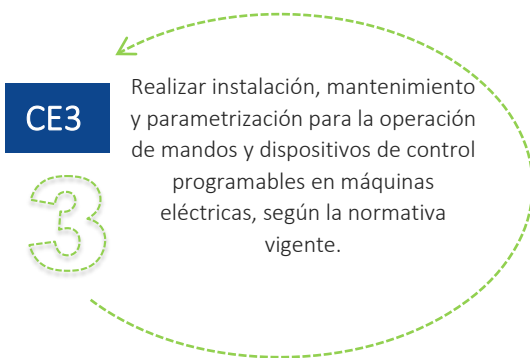 CE3
3
Realizar instalación, mantenimiento
y parametrización para la operación
de mandos y dispositivos de control
programables en máquinas
eléctricas, según la normativa
vigente.